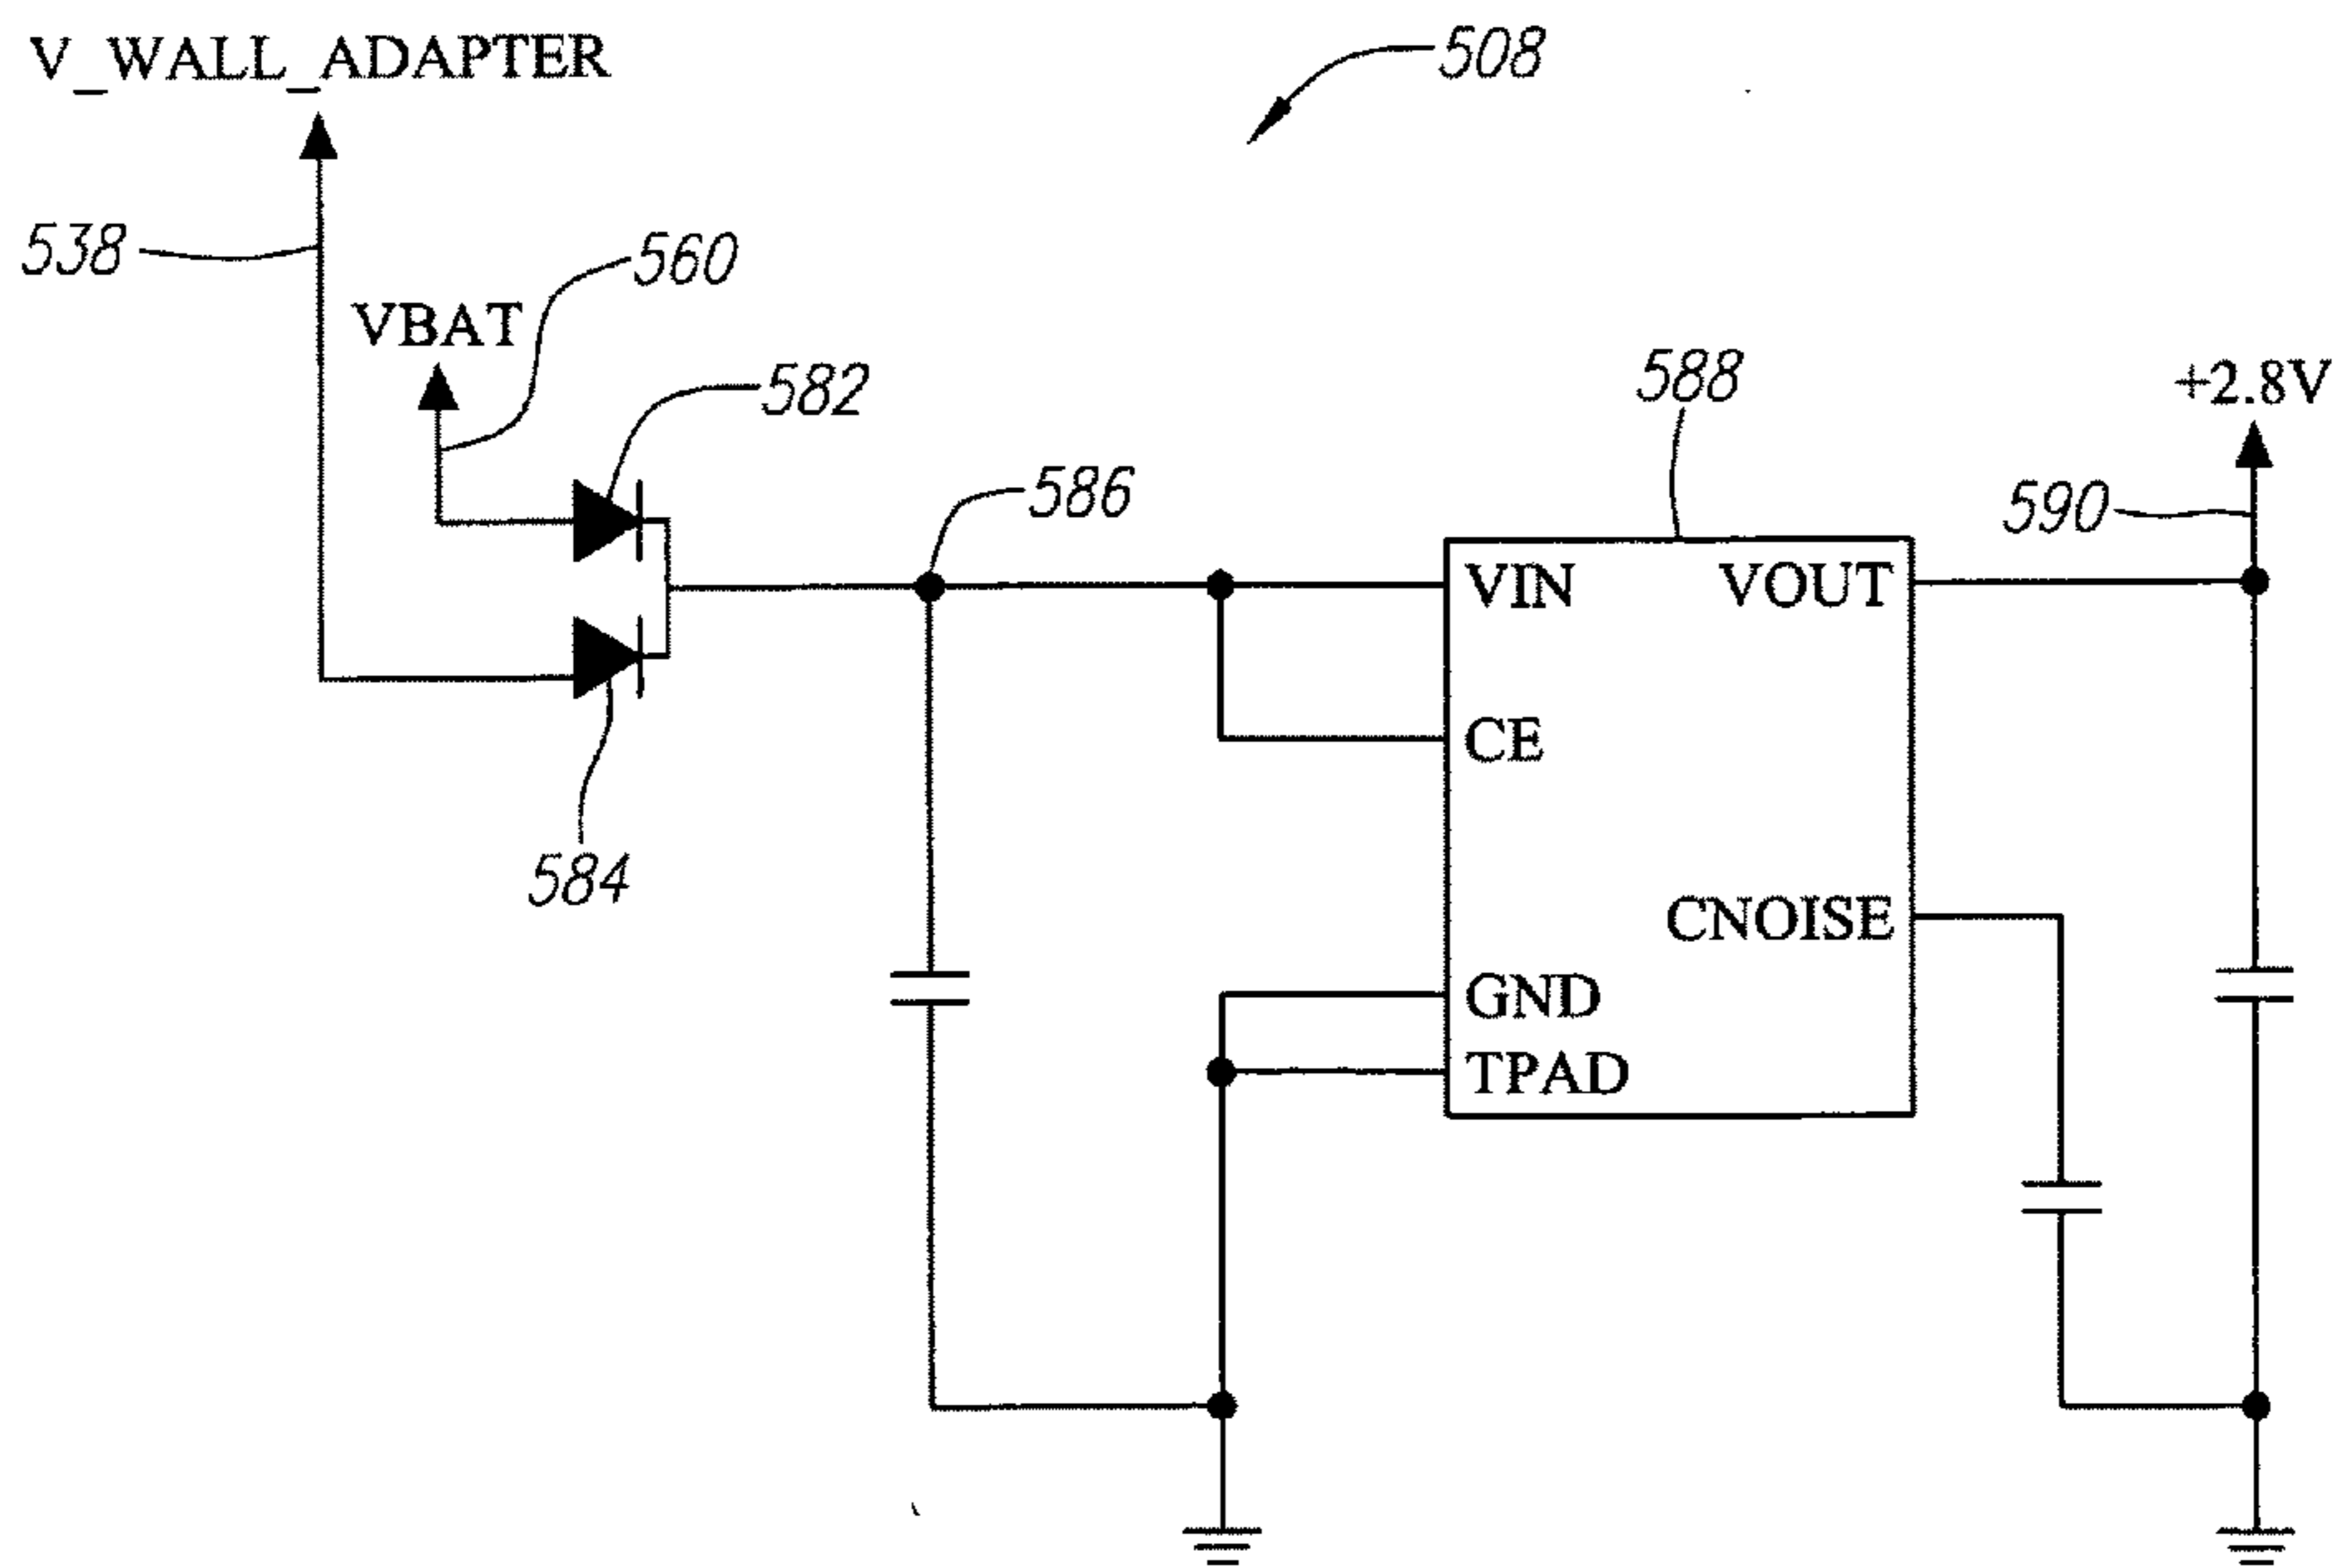 V_WALL_ADAPTER
508
538
560
VBAT
582
588
+2.8V
586
590
VIN
VOUT
CE
584
CNOISE
GND
TPAD